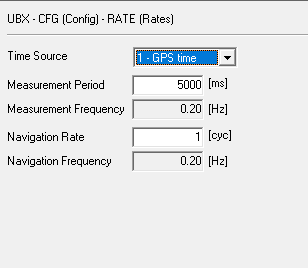 UBX - CFG (Config) - RATE (Rates)
Time Source 1 - GPS time
Measurement Period 5000 [ms]
Measurement Frequency 0.20 [Hz]
Navigation Rate 1 [cyc]
Navigation Frequency 0.20 [Hz]